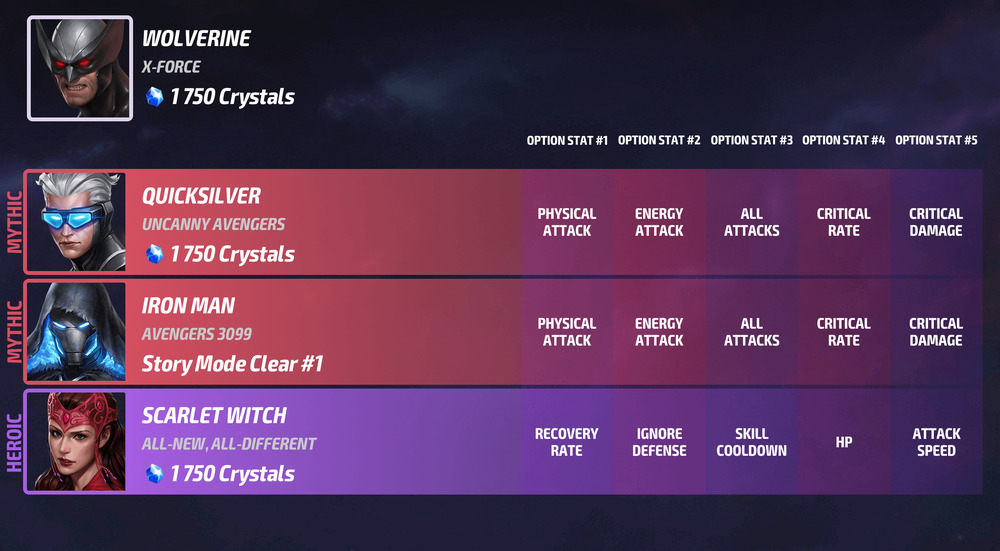 WOLVERINE
X-FORCE
1 750 Crystals
OPTION STAT #1 OPTION STAT #2 OPTION STAT #3 OPTION STAT #4 OPTION STAT #5
MYTHIC
QUICKSILVER
UNCANNY AVENGERS
1 750 Crystals
PHYSICAL
ATTACK
ENERGY
ATTACK
ALL
ATTACKS
CRITICAL
RATE
CRITICAL
DAMAGE
MYTHIC
IRON MAN
AVENGERS 3099
Story Mode Clear #1
PHYSICAL
ATTACK
ENERGY
ATTACK
ALL
ATTACKS
CRITICAL
RATE
CRITICAL
DAMAGE
HEROIC
SCARLET WITCH
ALL-NEW, ALL-DIFFERENT
1 750 Crystals
RECOVERY
RATE
IGNORE
DEFENSE
SKILL
COOLDOWN
HP
ATTACK
SPEED